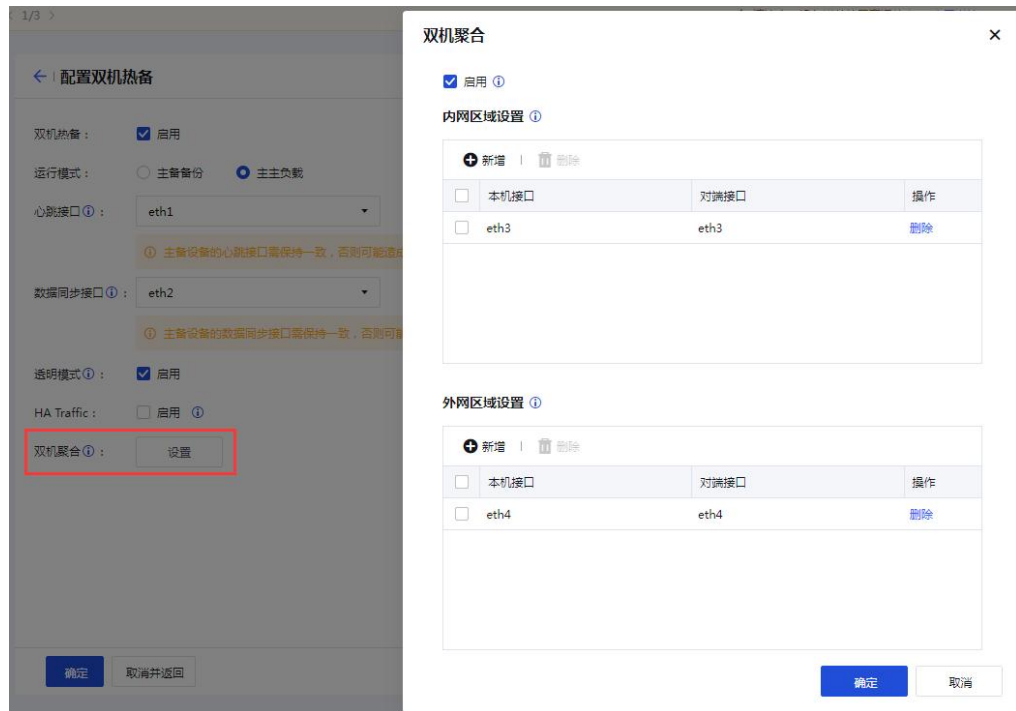 1/3
配置双机热备
双机热备： 启用
运行模式： 主备备份 主主负载
心跳接口： eth1
主备设备的心跳接口需保持一致，否则可能造成
数据同步接口： eth2
主备设备的数据同步接口需保持一致，否则可能
透明模式： 启用
HA Traffic： 启用
双机聚合： 设置
确定 取消并返回
双机聚合
启用
内网区域设置
新增 删除
本机接口 对端接口 操作
eth3 eth3 删除
外网区域设置
新增 删除
本机接口 对端接口 操作
eth4 eth4 删除
确定 取消